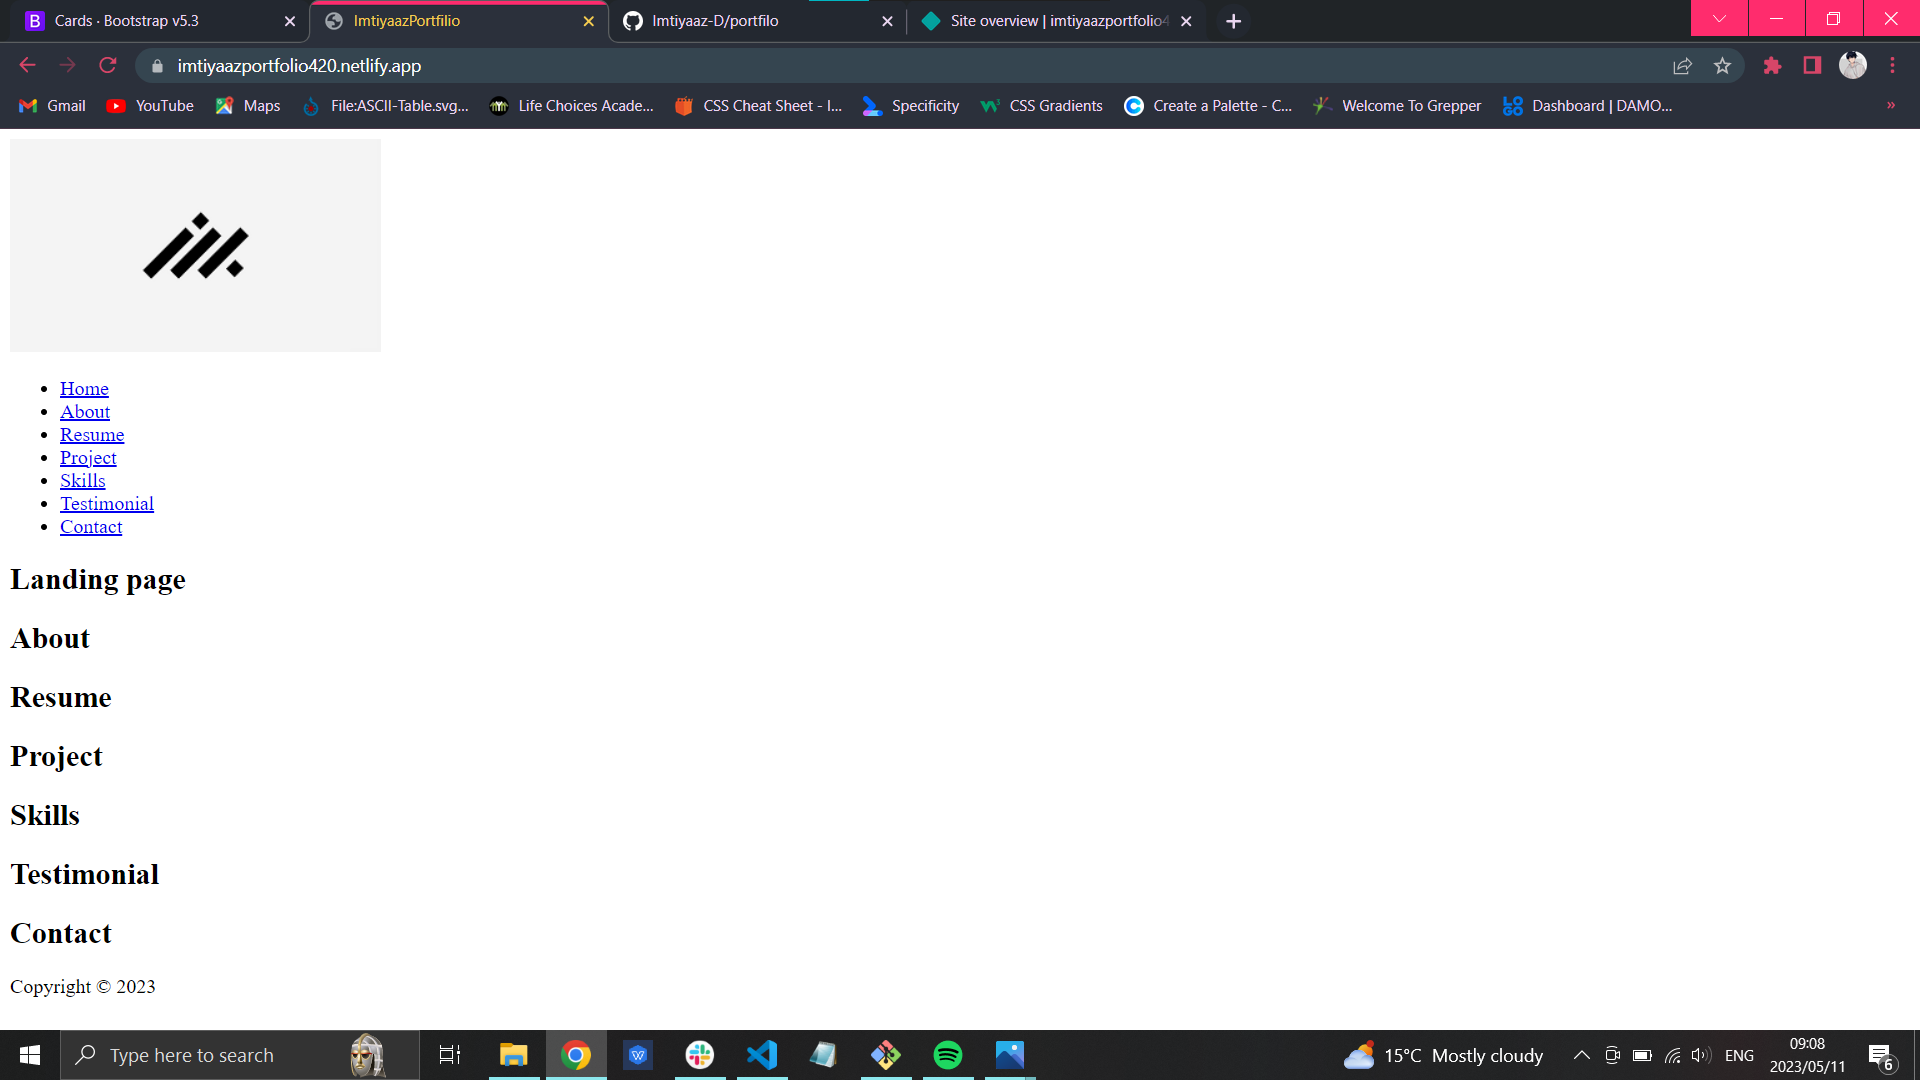 Cards · Bootstrap v5.3
ImtiyaazPortfilio
Imtiyaaz-D/portfilo
Site overview | imtiyaazportfolio4
imtiyaazportfolio420.netlify.app
Gmail
YouTube
Maps
File:ASCII-Table.svg...
Life Choices Acade...
CSS Cheat Sheet - I...
Specificity
CSS Gradients
Create a Palette - C...
Welcome To Grepper
Dashboard | DAMO...
Home
About
Resume
Project
Skills
Testimonial
Contact
Landing page
About
Resume
Project
Skills
Testimonial
Contact
Copyright © 2023
Type here to search
15°C Mostly cloudy
ENG
09:08
2023/05/11
6